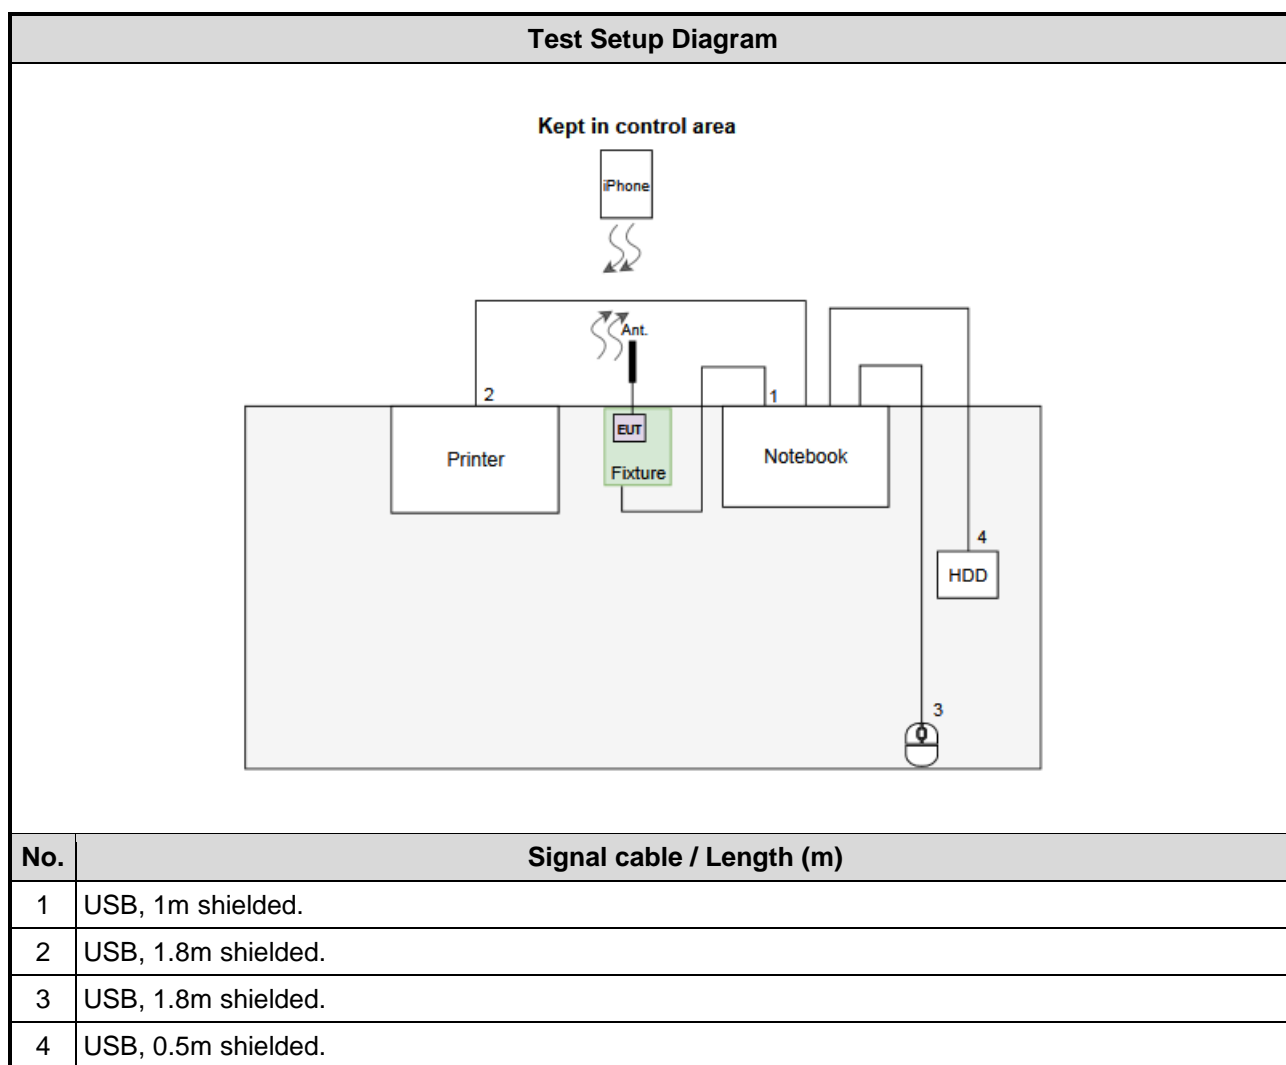 Test Setup Diagram
Kept in control area
iPhone
Ant.
2
1
EUT
Printer
Fixture
Notebook
4
HDD
3
No. Signal cable / Length (m)
1 USB, 1m shielded.
2 USB, 1.8m shielded.
3 USB, 1.8m shielded.
4 USB, 0.5m shielded.